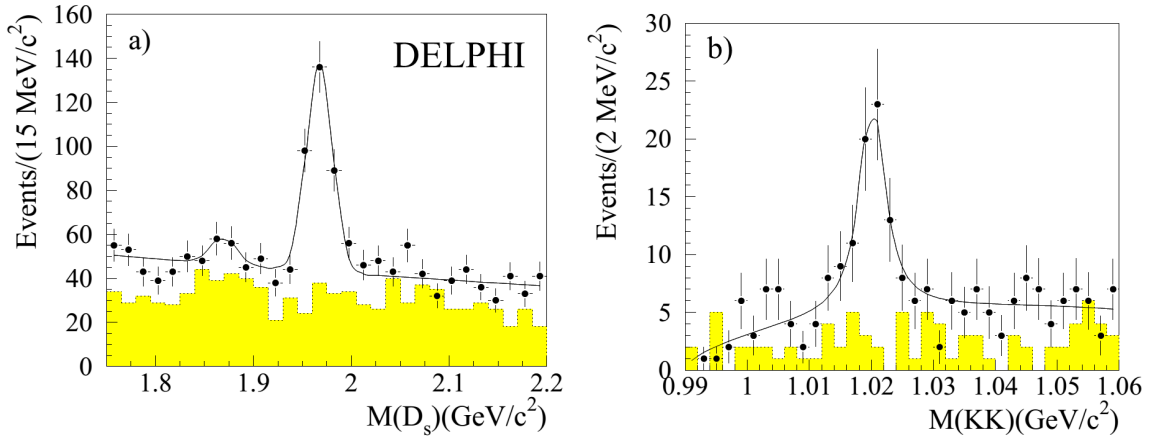 a)
DELPHI
Events/(15 MeV/c²)
160
140
120
100
80
60
40
20
0
1.8 1.9 2 2.1 2.2
M(Dₛ)(GeV/c²)
b)
Events/(2 MeV/c²)
30
25
20
15
10
5
0
0.99 1 1.01 1.02 1.03 1.04 1.05 1.06
M(KK)(GeV/c²)